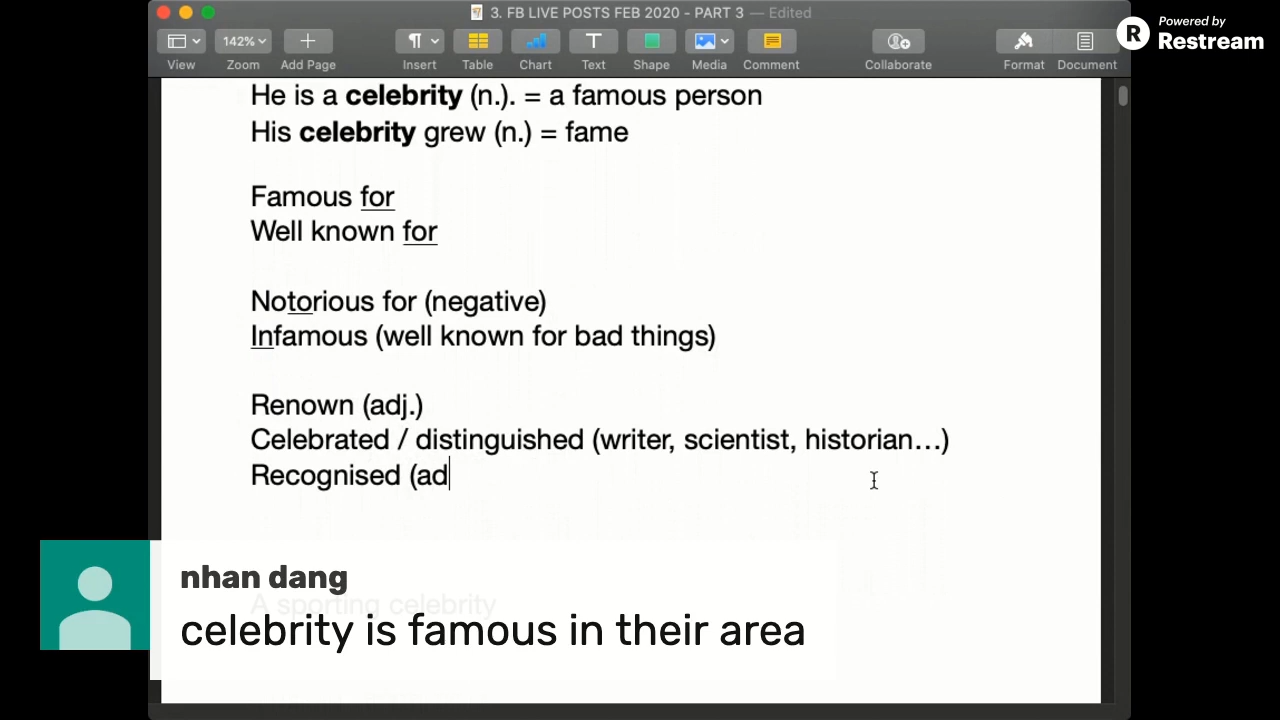 3. FB LIVE POSTS FEB 2020 - PART 3 — Edited
142%
View Zoom Add Page Insert Table Chart Text Shape Media Comment Collaborate Format Document
Powered by
Restream
He is a celebrity (n.). = a famous person
His celebrity grew (n.) = fame
Famous for
Well known for
Notorious for (negative)
Infamous (well known for bad things)
Renown (adj.)
Celebrated / distinguished (writer, scientist, historian…)
Recognised (ad
A sporting celebrity
nhan dang
celebrity is famous in their area